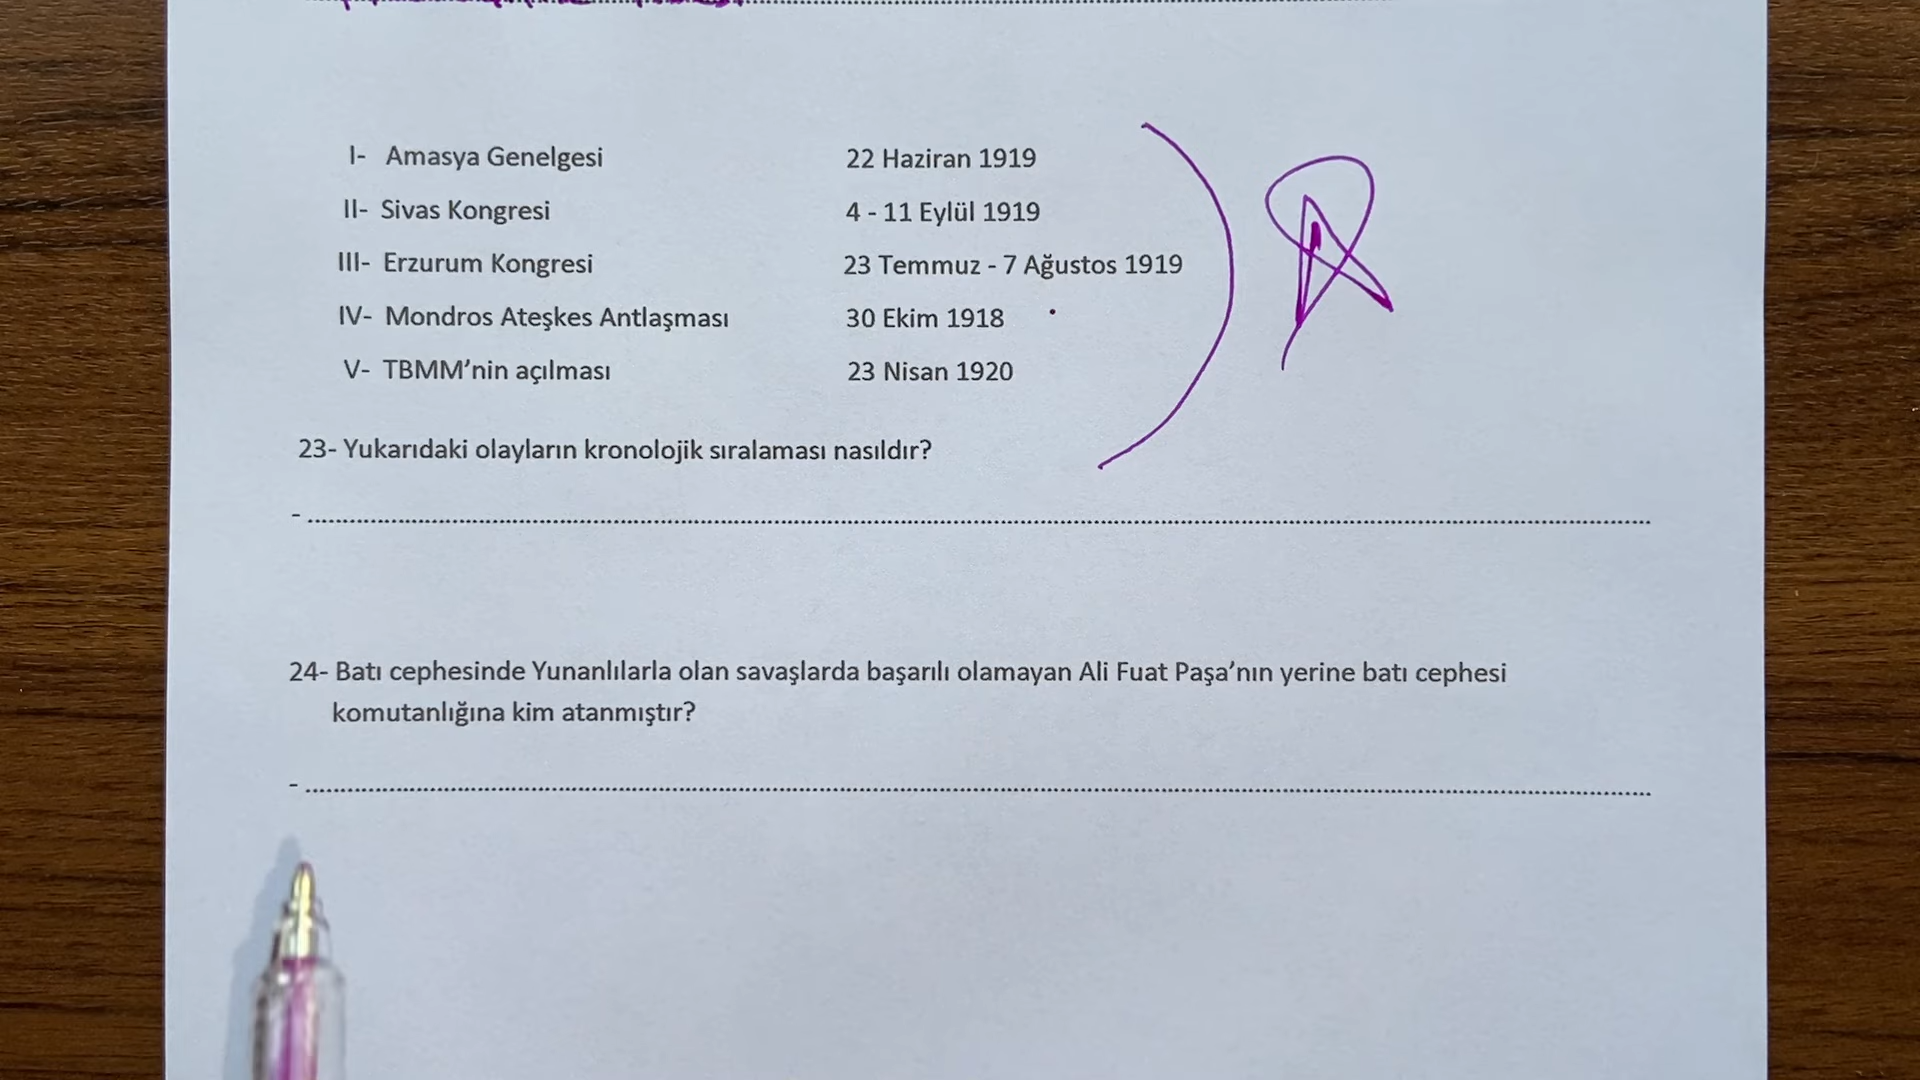 I- Amasya Genelgesi 22 Haziran 1919
II- Sivas Kongresi 4 - 11 Eylül 1919
III- Erzurum Kongresi 23 Temmuz - 7 Ağustos 1919
IV- Mondros Ateşkes Antlaşması 30 Ekim 1918
V- TBMM’nin açılması 23 Nisan 1920
23- Yukarıdaki olayların kronolojik sıralaması nasıldır?
-
24- Batı cephesinde Yunanlılarla olan savaşlarda başarılı olamayan Ali Fuat Paşa’nın yerine batı cephesi
komutanlığına kim atanmıştır?
-